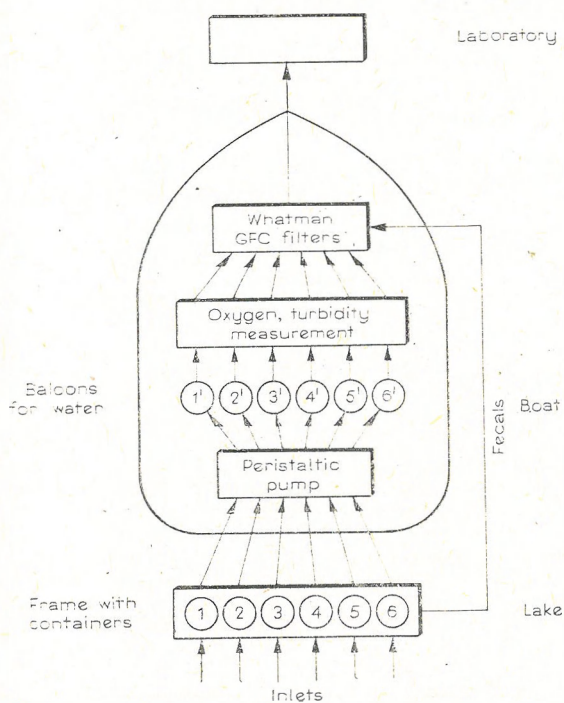 Laboratory
Whatman
GFC filters
Oxygen, turbidity
measurement
Balcons
for water
1' 2' 3' 4' 5' 6'
Boat
Fecals
Peristaltic
pump
Frame with
containers
1 2 3 4 5 6
Lake
Inlets